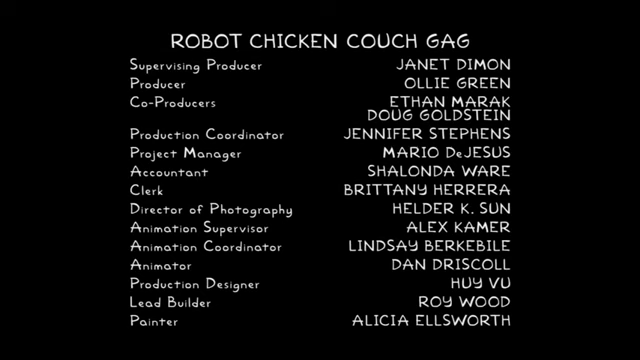 ROBOT CHICKEN COUCH GAG
Supervising Producer JANET DIMON
Producer OLLIE GREEN
Co-Producers ETHAN MARAK
DOUG GOLDSTEIN
Production Coordinator JENNIFER STEPHENS
Project Manager MARIO DeJESUS
Accountant SHALONDA WARE
Clerk BRITTANY HERRERA
Director of Photography HELDER K. SUN
Animation Supervisor ALEX KAMER
Animation Coordinator LINDSAY BERKEBILE
Animator DAN DRISCOLL
Production Designer HUY VU
Lead Builder ROY WOOD
Painter ALICIA ELLSWORTH